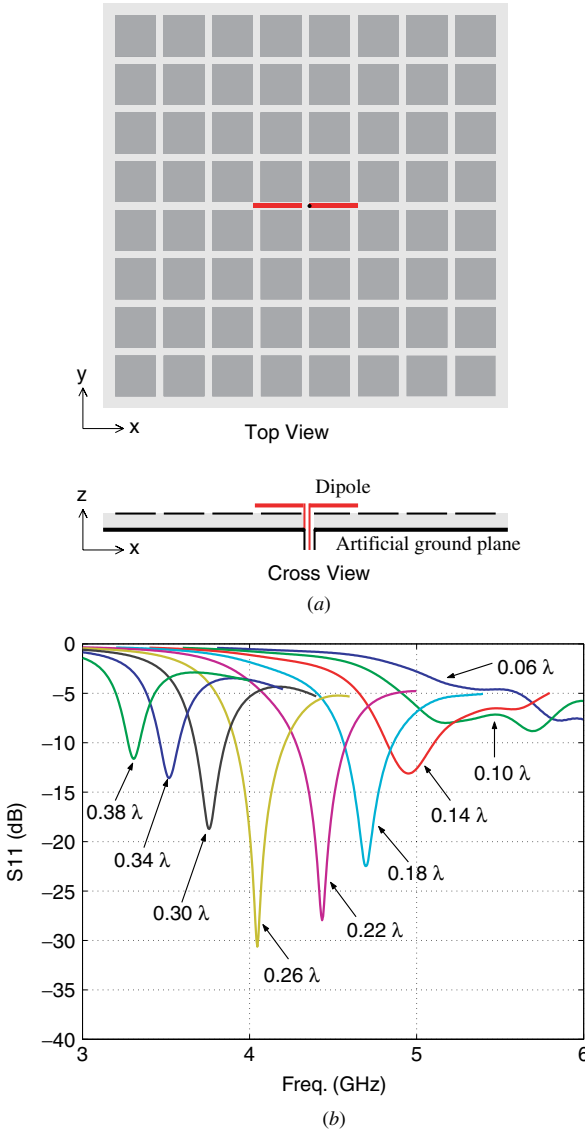 y
x
Top View
z
x
Dipole
Artificial ground plane
Cross View
(a)
0
−5
−10
−15
−20
−25
−30
−35
−40
S11 (dB)
0.06 λ
0.10 λ
0.14 λ
0.18 λ
0.22 λ
0.26 λ
0.30 λ
0.34 λ
0.38 λ
3 4 5 6
Freq. (GHz)
(b)